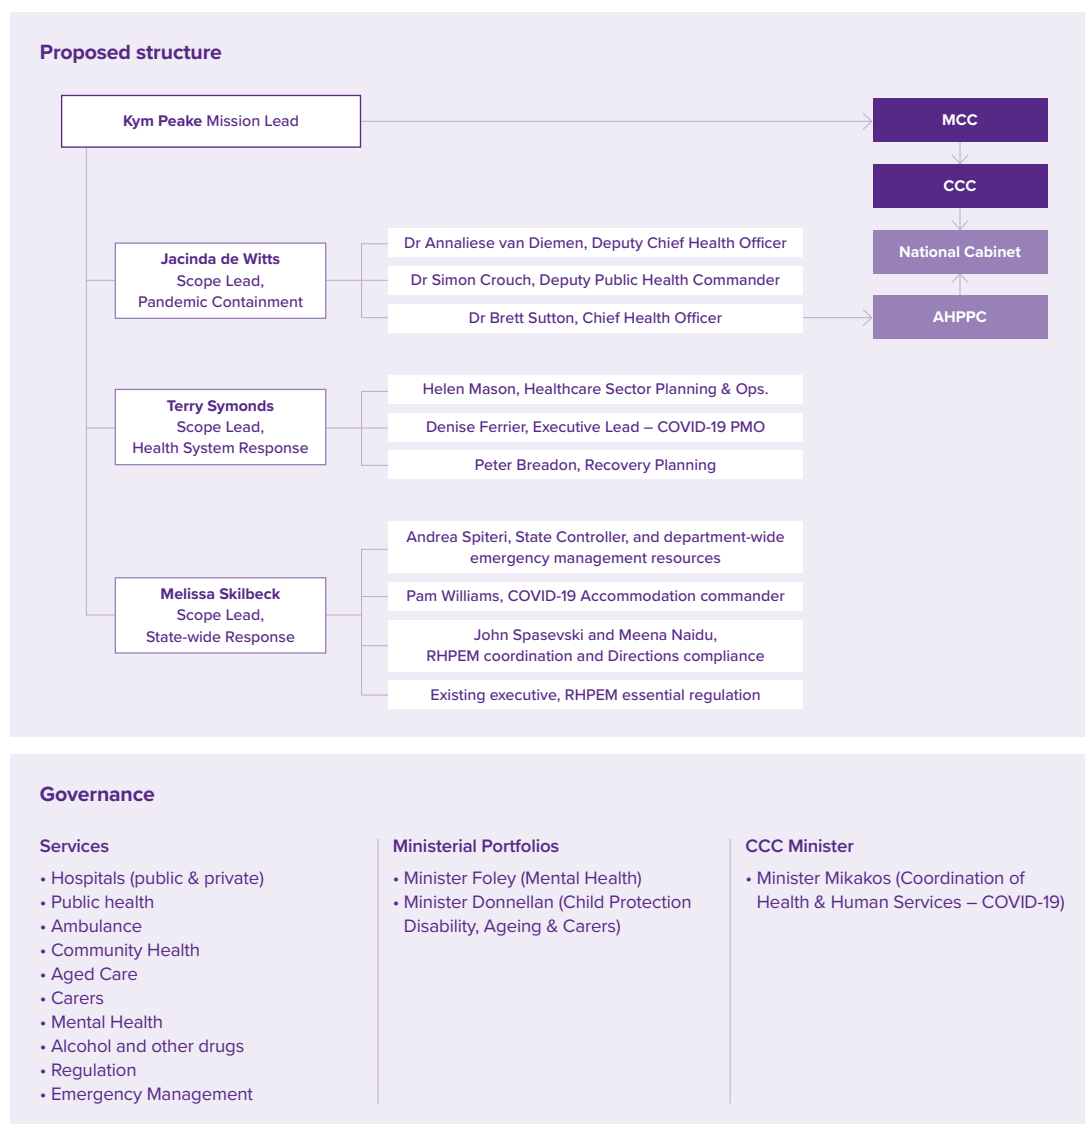 Proposed structure
Kym Peake Mission Lead
MCC
CCC
National Cabinet
AHPPC
Jacinda de Witts
Scope Lead,
Pandemic Containment
Dr Annaliese van Diemen, Deputy Chief Health Officer
Dr Simon Crouch, Deputy Public Health Commander
Dr Brett Sutton, Chief Health Officer
Terry Symonds
Scope Lead,
Health System Response
Helen Mason, Healthcare Sector Planning & Ops.
Denise Ferrier, Executive Lead – COVID-19 PMO
Peter Breadon, Recovery Planning
Melissa Skilbeck
Scope Lead,
State-wide Response
Andrea Spiteri, State Controller, and department-wide
emergency management resources
Pam Williams, COVID-19 Accommodation commander
John Spasevski and Meena Naidu,
RHPEM coordination and Directions compliance
Existing executive, RHPEM essential regulation
Governance
Services
• Hospitals (public & private)
• Public health
• Ambulance
• Community Health
• Aged Care
• Carers
• Mental Health
• Alcohol and other drugs
• Regulation
• Emergency Management
Ministerial Portfolios
• Minister Foley (Mental Health)
• Minister Donnellan (Child Protection
Disability, Ageing & Carers)
CCC Minister
• Minister Mikakos (Coordination of
Health & Human Services – COVID-19)